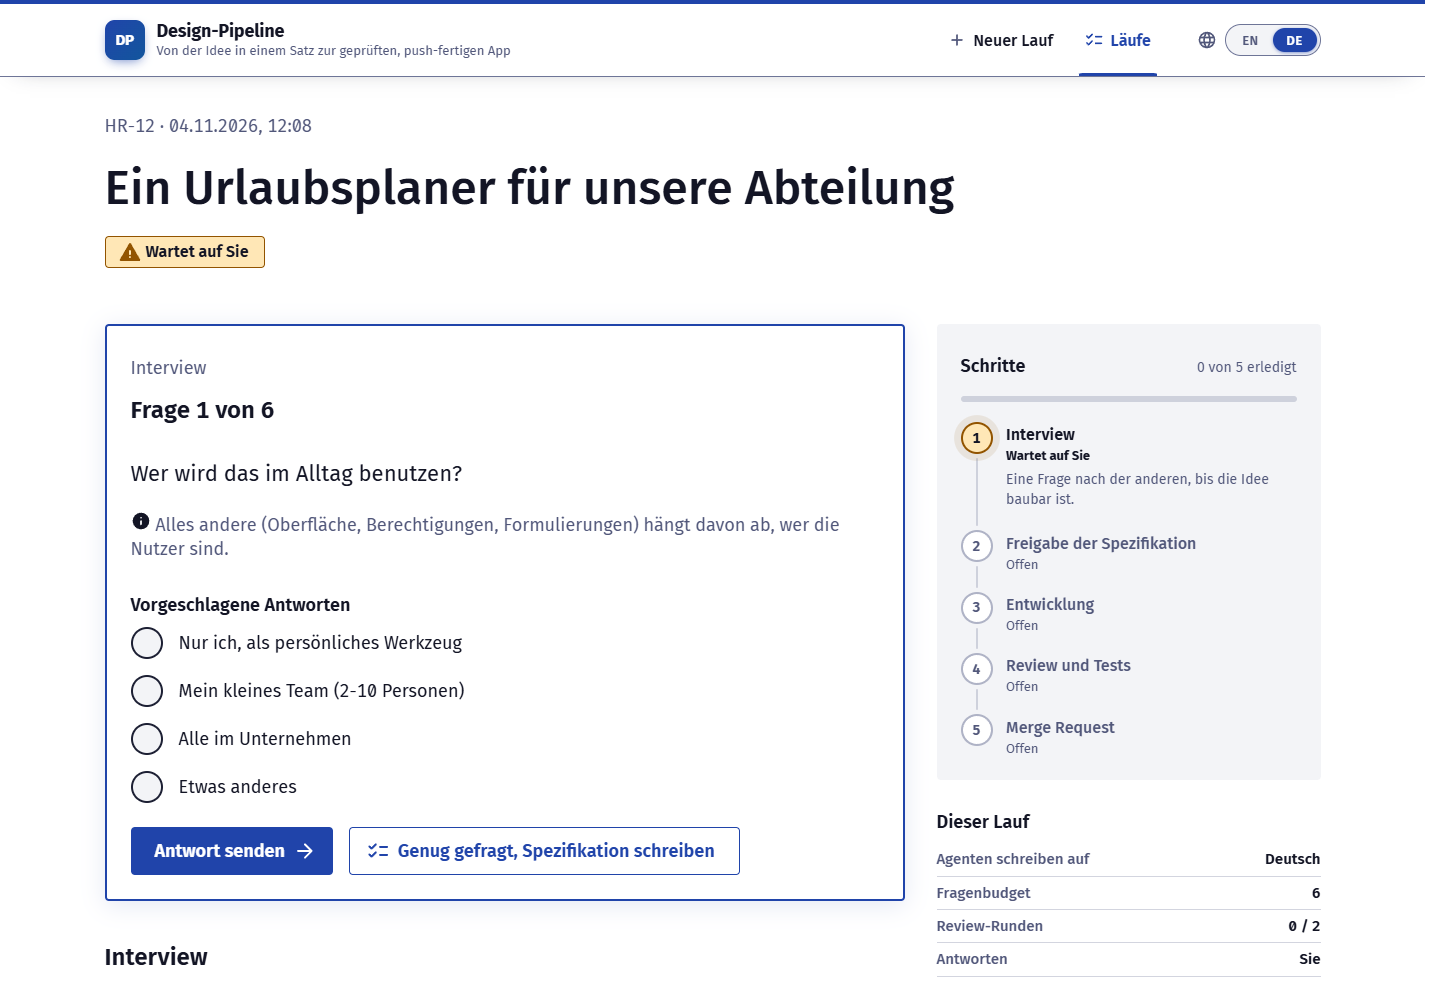 DP
Design-Pipeline
Von der Idee in einem Satz zur geprüften, push-fertigen App
Neuer Lauf
Läufe
EN
DE
HR-12 · 04.11.2026, 12:08
Ein Urlaubsplaner für unsere Abteilung
Wartet auf Sie
Interview
Frage 1 von 6
Wer wird das im Alltag benutzen?
Alles andere (Oberfläche, Berechtigungen, Formulierungen) hängt davon ab, wer die
Nutzer sind.
Vorgeschlagene Antworten
Nur ich, als persönliches Werkzeug
Mein kleines Team (2-10 Personen)
Alle im Unternehmen
Etwas anderes
Antwort senden
Genug gefragt, Spezifikation schreiben
Interview
Schritte
0 von 5 erledigt
1
Interview
Wartet auf Sie
Eine Frage nach der anderen, bis die Idee
baubar ist.
2
Freigabe der Spezifikation
Offen
3
Entwicklung
Offen
4
Review und Tests
Offen
5
Merge Request
Offen
Dieser Lauf
Agenten schreiben auf
Deutsch
Fragenbudget
6
Review-Runden
0 / 2
Antworten
Sie